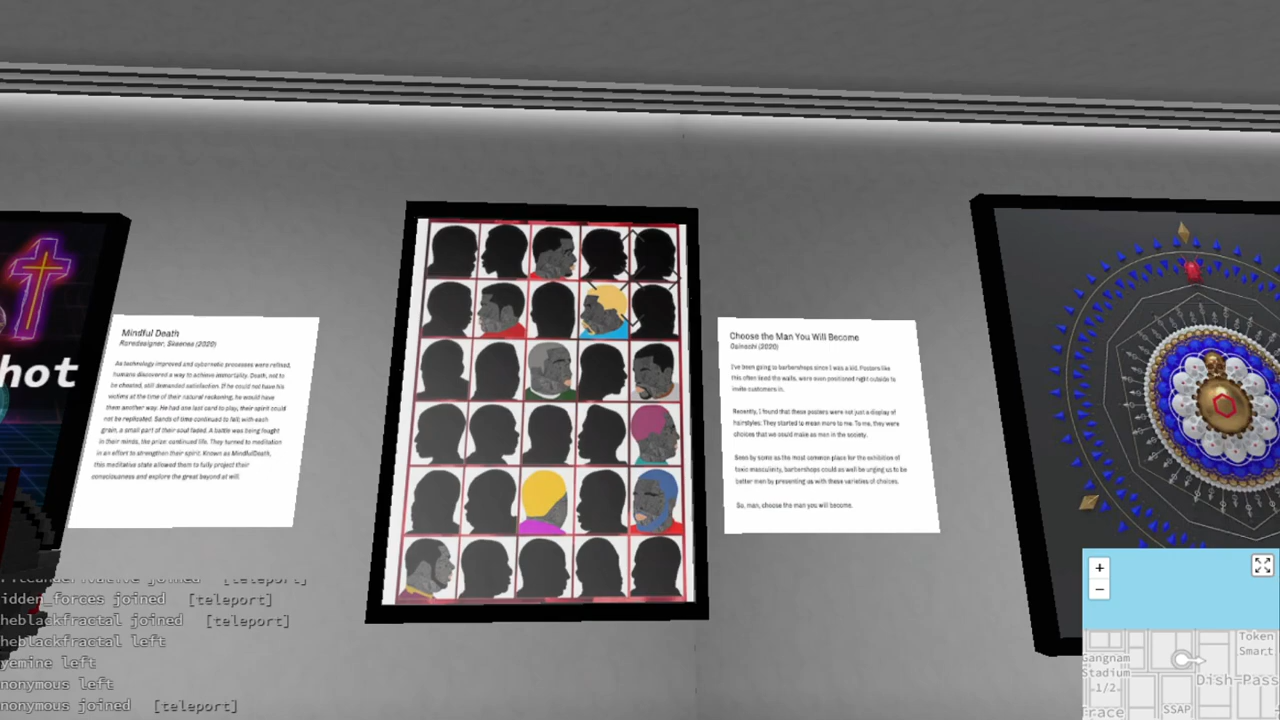 hot
Mindful Death
Raredesigner, Skeenee (2020)
As technology improved and cybernetic processes were refined,
humans discovered a way to achieve immortality. Death, not to
be cheated, still demanded satisfaction. If he could not have his
victims at the time of their natural reckoning, he would have
them another way. He had one last card to play; their spirit could
not be replicated. Sands of time continued to fall; with each
grain, a small part of their soul faded. A battle was being fought
in their minds, the prize: continued life. They turned to meditation
in an effort to strengthen their spirit. Known as MindfulDeath,
this meditative state allowed them to fully project their
consciousness and explore the great beyond at will.
Choose the Man You Will Become
(2020)
I've been going to barbershops since I was a kid. Posters like
this often lined the walls, were even positioned right outside to
invite customers in.
Recently, I found that these posters were not just a display of
hairstyles; They started to mean more to me. To me, they were
choices that we could make as men in the society.
Seen by some as the most common place for the exhibition of
toxic masculinity, barbershops could as well be urging us to be
better men by presenting us with these varieties of choices.
So, man, choose the man you will become.
joined [teleport]
idden_forces joined [teleport]
heblackfractal joined [teleport]
heblackfractal left
yemine left
nonymous left
nonymous joined [teleport]
+
−
Token
Smart
Gangnam
Stadium
1/2
Dish-Pass
SSAP
Trace